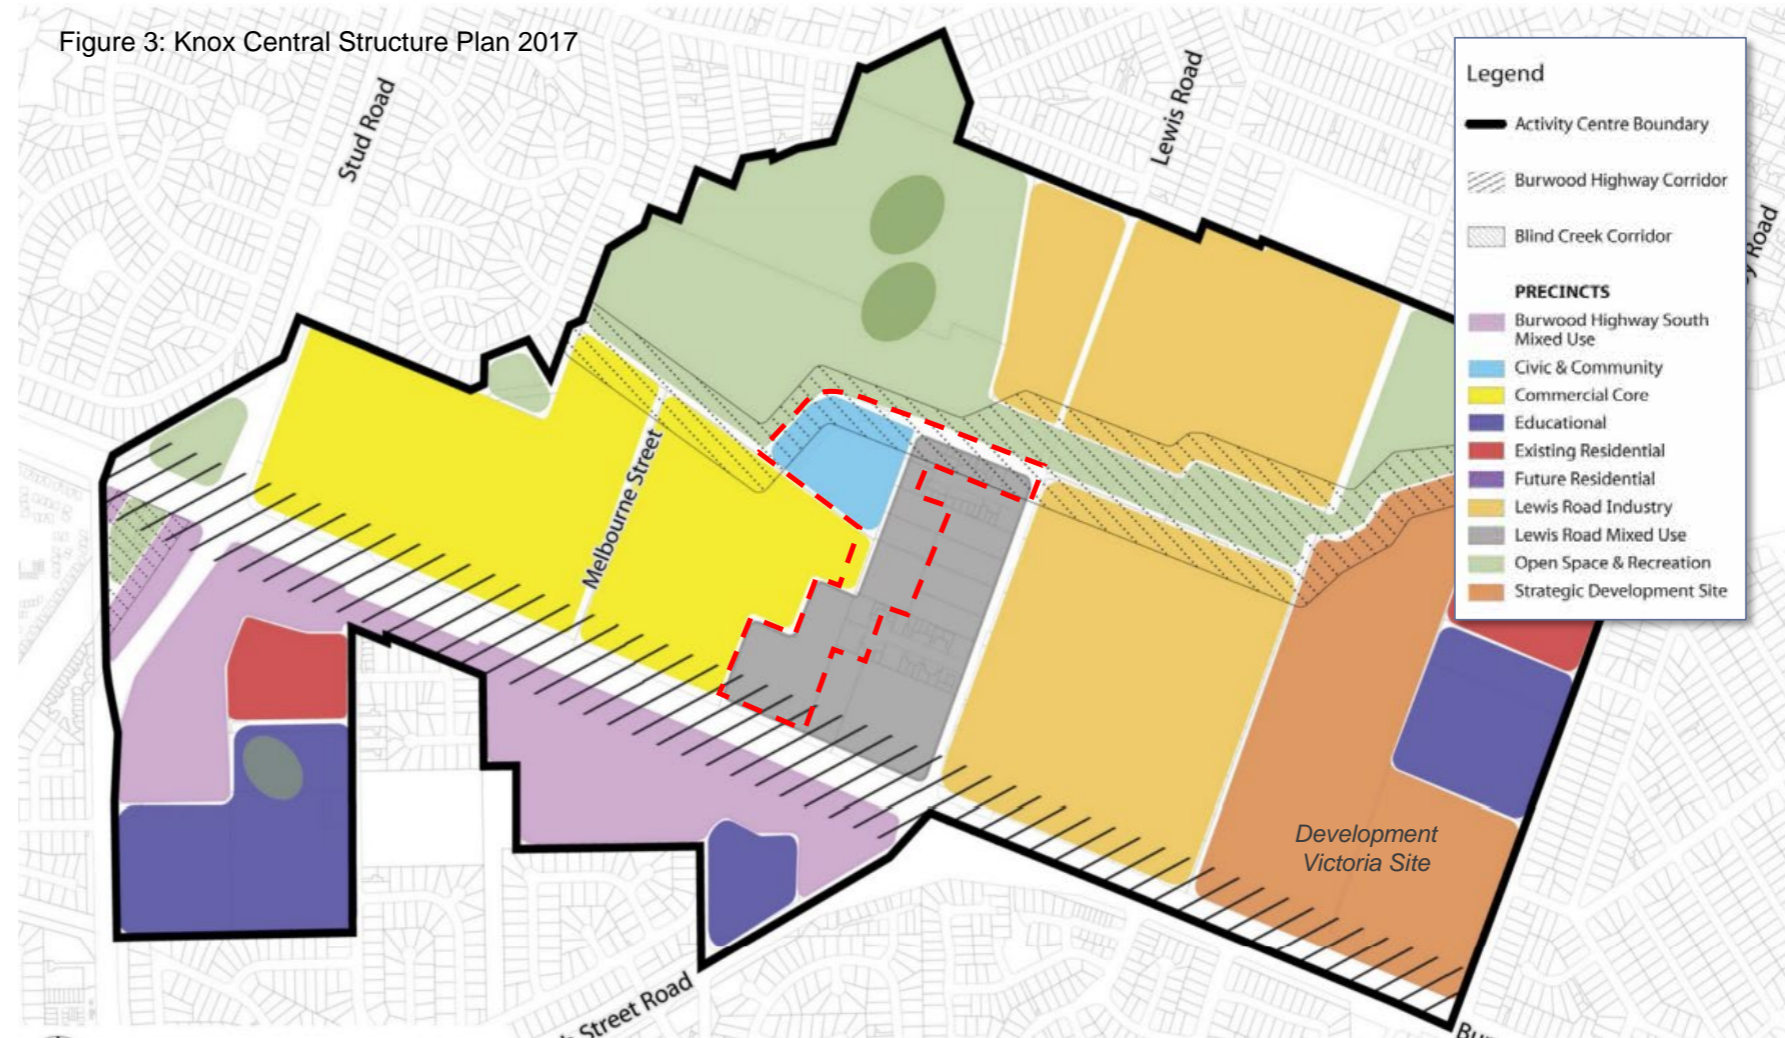 Figure 3: Knox Central Structure Plan 2017
Stud Road
Lewis Road
Road
Melbourne Street
Street Road
Development
Victoria Site
Legend
Activity Centre Boundary
Burwood Highway Corridor
Blind Creek Corridor
PRECINCTS
Burwood Highway South
Mixed Use
Civic & Community
Commercial Core
Educational
Existing Residential
Future Residential
Lewis Road Industry
Lewis Road Mixed Use
Open Space & Recreation
Strategic Development Site